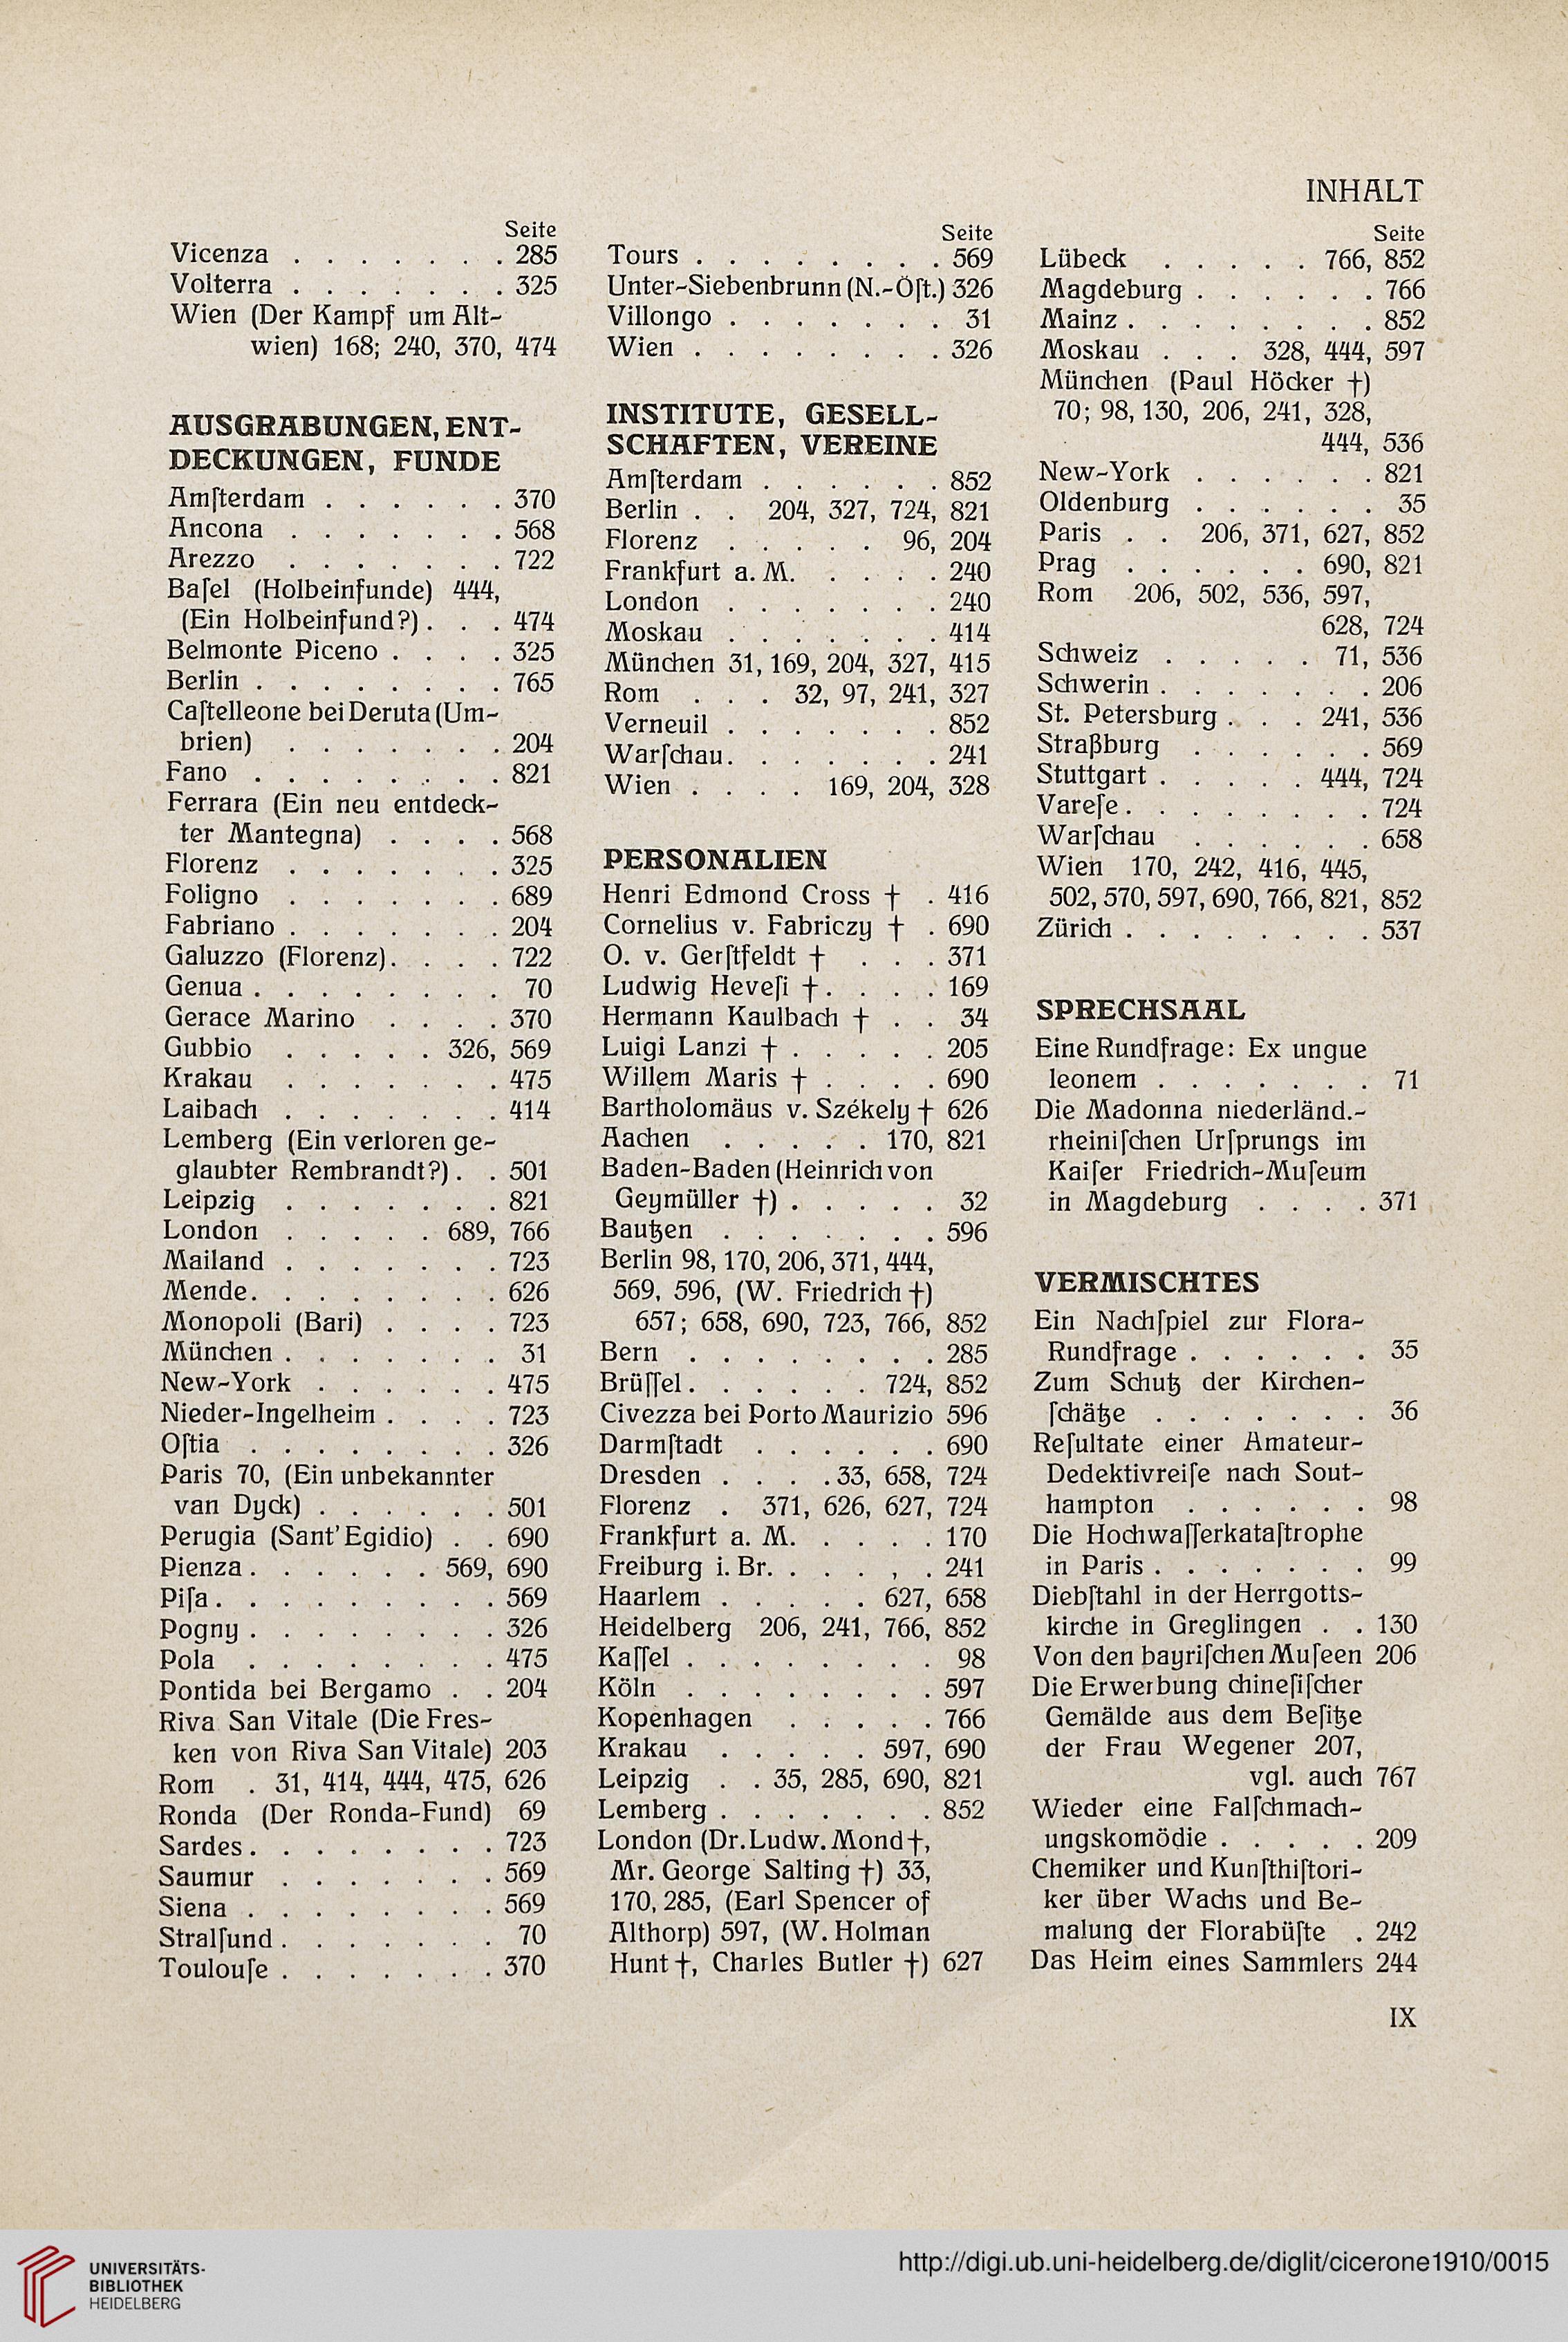 INHALT
Seite
Vicenza . . . . . . . 285
Volterra . . . . . . . 325
Wien (Der Kampf um Alt-
wien) 168; 240, 370, 474
AUSGRABUNGEN, ENT-
DECKUNGEN, FUNDE
Amſterdam . . . . . . 370
Ancona . . . . . . . 568
Arezzo . . . . . . . 722
Baſel (Holbeinfunde) 444,
(Ein Holbeinfund?) . . . 474
Belmonte Piceno . . . . 325
Berlin . . . . . . . . 765
Caſtelleone bei Deruta (Um-
brien) . . . . . . . 204
Fano . . . . . . . . 821
Ferrara (Ein neu entdeck-
ter Mantegna) . . . . 568
Florenz . . . . . . . 325
Foligno . . . . . . . 689
Fabriano . . . . . . . 204
Galuzzo (Florenz) . . . . 722
Genua . . . . . . . . 70
Gerace Marino . . . . 370
Gubbio . . . . . 326, 569
Krakau . . . . . . . 475
Laibach . . . . . . . 414
Lemberg (Ein verloren ge-
glaubter Rembrandt?) . . 501
Leipzig . . . . . . . 821
London . . . . . 689, 766
Mailand . . . . . . . 723
Mende . . . . . . . . 626
Monopoli (Bari) . . . . 723
München . . . . . . . 31
New-York . . . . . . 475
Nieder-Ingelheim . . . . 723
Oſtia . . . . . . . . 326
Paris 70, (Ein unbekannter
van Dyck) . . . . . . 501
Perugia (Sant' Egidio) . . 690
Pienza . . . . . . 569, 690
Piſa . . . . . . . . . 569
Pogny . . . . . . . . 326
Pola . . . . . . . . 475
Pontida bei Bergamo . . 204
Riva San Vitale (Die Fres-
ken von Riva San Vitale) 203
Rom . 31, 414, 444, 475, 626
Ronda (Der Ronda-Fund) 69
Sardes . . . . . . . . 723
Saumur . . . . . . . 569
Siena . . . . . . . . 569
Stralſund . . . . . . . 70
Toulouſe . . . . . . . 370
Seite
Tours . . . . . . . . 569
Unter-Siebenbrunn (N.-Öſt.) 326
Villongo . . . . . . . 31
Wien . . . . . . . . 326
INSTITUTE, GESELL-
SCHAFTEN, VEREINE
Amſterdam . . . . . . 852
Berlin . . 204, 327, 724, 821
Florenz . . . . . 96, 204
Frankfurt a. M. . . . . 240
London . . . . . . . 240
Moskau . . . . . . . 414
München 31, 169, 204, 327, 415
Rom . . . 32, 97, 241, 327
Verneuil . . . . . . . 852
Warſchau . . . . . . . 241
Wien . . . . 169, 204, 328
PERSONALIEN
Henri Edmond Cross † . 416
Cornelius v. Fabriczy † . 690
O. v. Gerſtfeldt † . . . 371
Ludwig Heveſi † . . . . 169
Hermann Kaulbach † . . 34
Luigi Lanzi † . . . . . 205
Willem Maris † . . . . 690
Bartholomäus v. Székely † 626
Aachen . . . . . 170, 821
Baden-Baden (Heinrich von
Geymüller †) . . . . . 32
Bautzen . . . . . . . 596
Berlin 98, 170, 206, 371, 444,
569, 596, (W. Friedrich †)
657; 658, 690, 723, 766, 852
Bern . . . . . . . . 285
Brüſſel . . . . . . 724, 852
Civezza bei Porto Maurizio 596
Darmſtadt . . . . . . 690
Dresden . . . . 33, 658, 724
Florenz . 371, 626, 627, 724
Frankfurt a. M. . . . . 170
Freiburg i. Br. . . . , . 241
Haarlem . . . . . 627, 658
Heidelberg 206, 241, 766, 852
Kaſſel . . . . . . . . 98
Köln . . . . . . . . 597
Kopenhagen . . . . . 766
Krakau . . . . . 597, 690
Leipzig . . 35, 285, 690, 821
Lemberg . . . . . . . 852
London (Dr. Ludw. Mond †,
Mr. George Salting †) 33,
170, 285, (Earl Spencer of
Althorp) 597, (W. Holman
Hunt †, Charles Butler †) 627
Seite
Lübeck . . . . . 766, 852
Magdeburg . . . . . . 766
Mainz . . . . . . . . 852
Moskau . . . 328, 444, 597
München (Paul Höcker †)
70; 98, 130, 206, 241, 328,
444, 536
New-York . . . . . . 821
Oldenburg . . . . . . 35
Paris . . 206, 371, 627, 852
Prag . . . . . . 690, 821
Rom 206, 502, 536, 597,
628, 724
Schweiz . . . . . 71, 536
Schwerin . . . . . . . 206
St. Petersburg . . . 241, 536
Straßburg . . . . . . 569
Stuttgart . . . . . 444, 724
Vareſe . . . . . . . . 724
Warſchau . . . . . . 658
Wien 170, 242, 416, 445,
502, 570, 597, 690, 766, 821, 852
Zürich . . . . . . . . 537
SPRECHSAAL
Eine Rundfrage: Ex ungue
leonem . . . . . . . 71
Die Madonna niederländ.-
rheiniſchen Urſprungs im
Kaiſer Friedrich-Muſeum
in Magdeburg . . . . 371
VERMISCHTES
Ein Nachſpiel zur Flora-
Rundfrage . . . . . . 35
Zum Schutz der Kirchen-
ſchätze . . . . . . . 36
Reſultate einer Amateur-
Dedektivreiſe nach Sout-
hampton . . . . . . 98
Die Hochwaſſerkataſtrophe
in Paris . . . . . . . 99
Diebſtahl in der Herrgotts-
kirche in Greglingen . . 130
Von den bayriſchen Muſeen 206
Die Erwerbung chineſiſcher
Gemälde aus dem Beſitze
der Frau Wegener 207,
vgl. auch 767
Wieder eine Falſchmach-
ungskomödie . . . . . 209
Chemiker und Kunſthiſtori-
ker über Wachs und Be-
malung der Florabüſte . 242
Das Heim eines Sammlers 244
IX
UNIVERSITÄTS-
BIBLIOTHEK
HEIDELBERG
http://digi.ub.uni-heidelberg.de/diglit/cicerone1910/0015